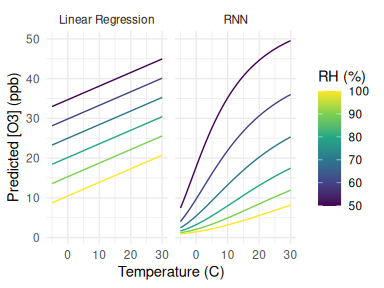 Linear Regression
RNN
Predicted [O3] (ppb)
50
40
30
20
10
0
0 10 20 30
0 10 20 30
Temperature (C)
RH (%)
100
90
80
70
60
50